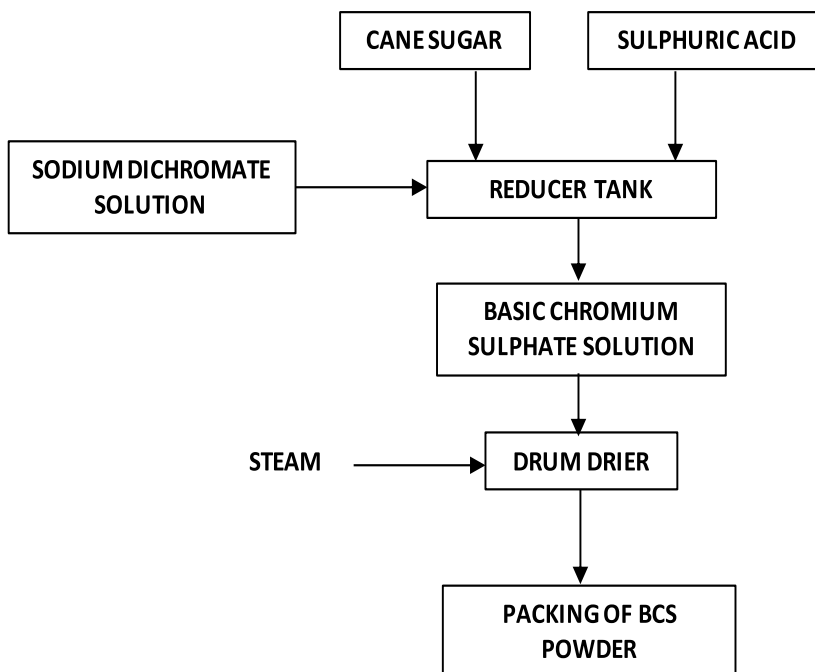 CANE SUGAR
SULPHURIC ACID
SODIUM DICHROMATE
SOLUTION
REDUCER TANK
BASIC CHROMIUM
SULPHATE SOLUTION
STEAM
DRUM DRIER
PACKING OF BCS
POWDER